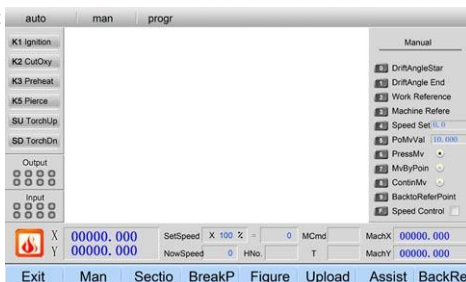 auto man progr
K1 Ignition
K2 CutOxy
K3 Preheat
K5 Pierce
SU TorchUp
SD TorchDn
Output
Input
Manual
DriftAngleStar
DriftAngle End
Work Reference
Machine Refere
Speed Set 0.0
PoMvVal 10.000
PressMv
MvByPoin
ContinMv
BacktoReferPoint
Speed Control
X 00000.000 SetSpeed X 100 % = 0 MCmd MachX 00000.000
Y 00000.000 NowSpeed 0 HNo. T MachY 00000.000
Exit Man Sectio BreakP Figure Upload Assist BackRe